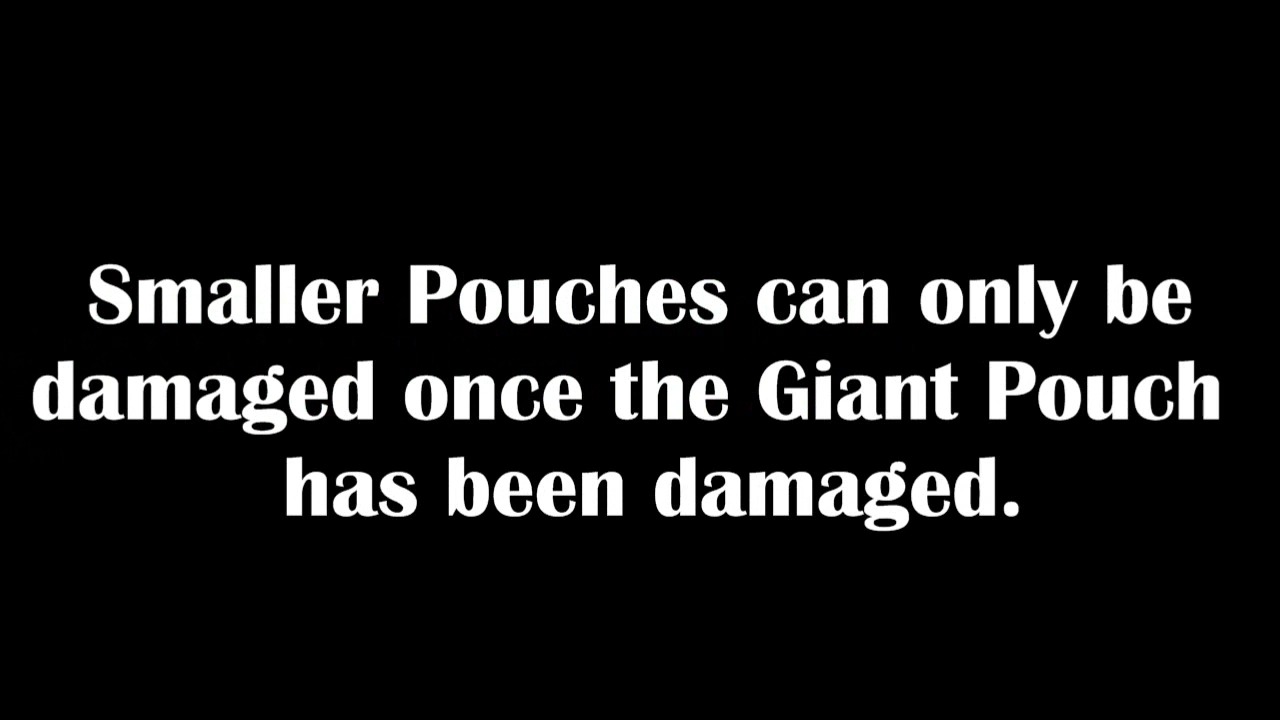 Smaller Pouches can only be
damaged once the Giant Pouch
has been damaged.